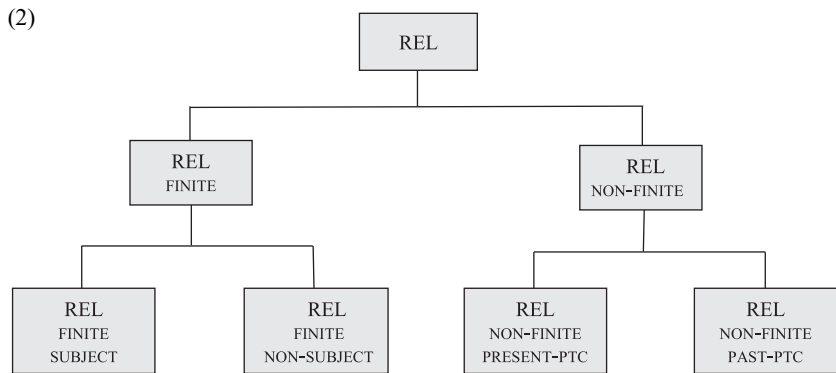 (2)
REL
REL
FINITE
REL
NON-FINITE
REL
FINITE
SUBJECT
REL
FINITE
NON-SUBJECT
REL
NON-FINITE
PRESENT-PTC
REL
NON-FINITE
PAST-PTC